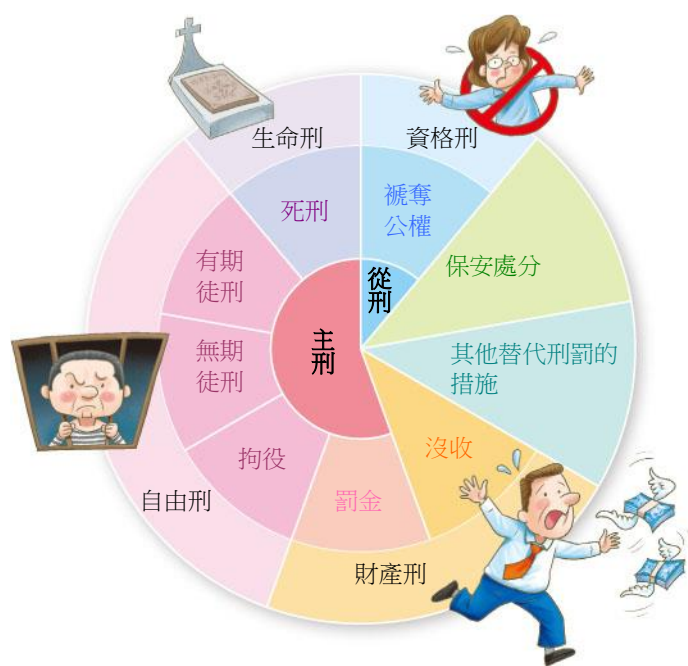 生命刑
資格刑
死刑
褫奪
公權
有期
徒刑
從
刑
保安處分
主
刑
無期
徒刑
其他替代刑罰的
措施
拘役
沒收
自由刑
罰金
財產刑